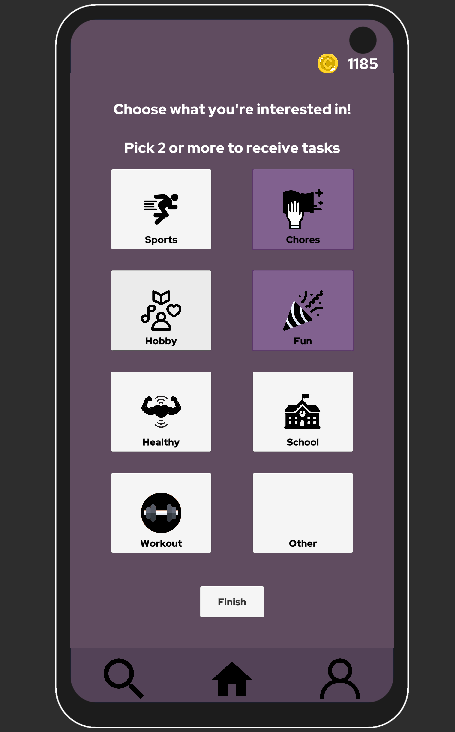 1185
Choose what you're interested in!
Pick 2 or more to receive tasks
Sports
Chores
Hobby
Fun
Healthy
School
Workout
Other
Finish